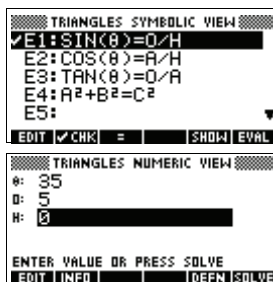 TRIANGLES SYMBOLIC VIEW
✔E1:SIN(θ)=O/H
E2:COS(θ)=A/H
E3:TAN(θ)=O/A
E4:A²+B²=C²
E5:
EDIT ✔CHK = SHOW EVAL
TRIANGLES NUMERIC VIEW
θ: 35
O: 5
H: 0
ENTER VALUE OR PRESS SOLVE
EDIT INFO DEFN SOLVE